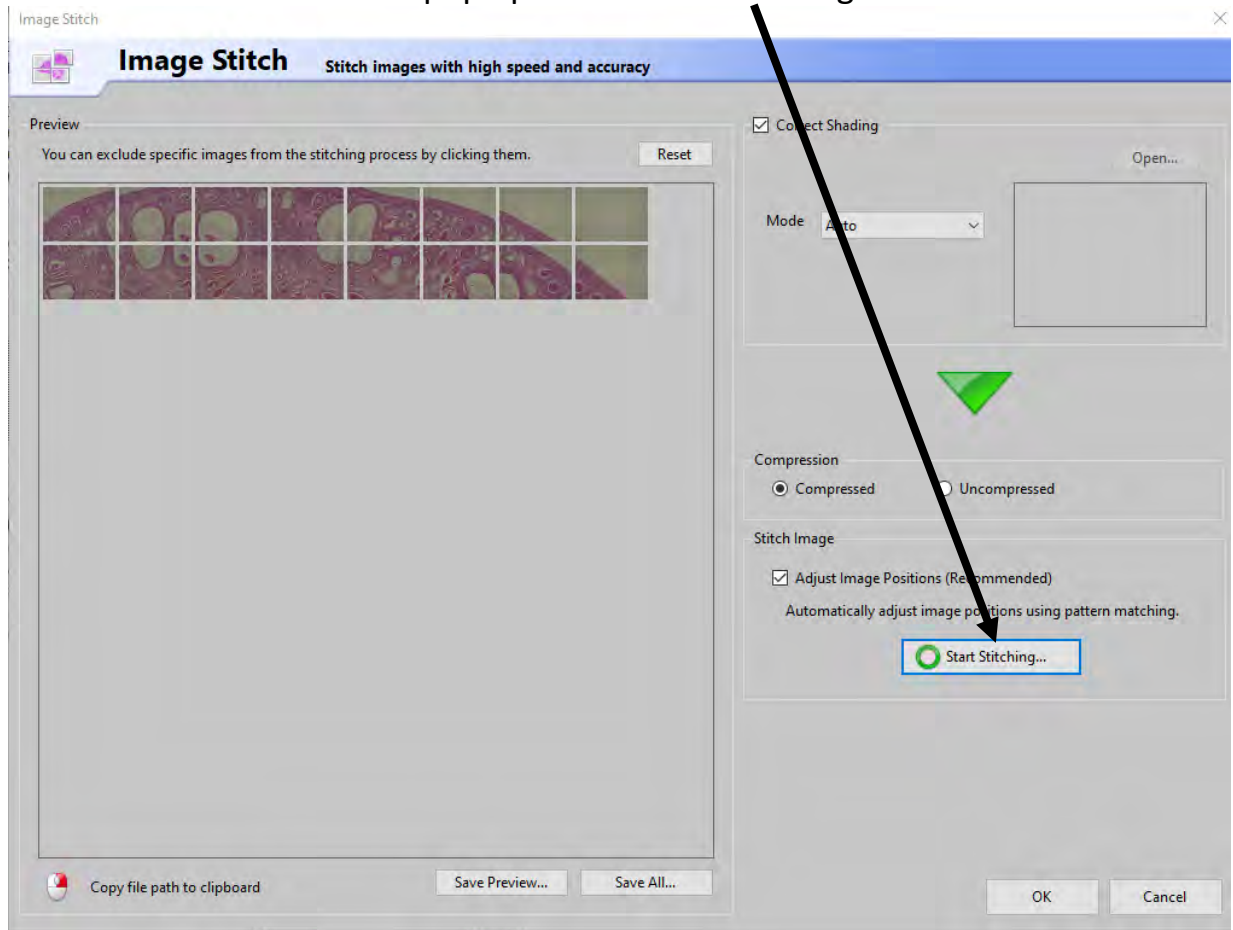 Image Stitch
Image Stitch Stitch images with high speed and accuracy
Preview
You can exclude specific images from the stitching process by clicking them. Reset
Correct Shading
Open...
Mode Auto
Compression
Compressed Uncompressed
Stitch Image
Adjust Image Positions (Recommended)
Automatically adjust image positions using pattern matching.
Start Stitching...
Copy file path to clipboard Save Preview... Save All...
OK Cancel